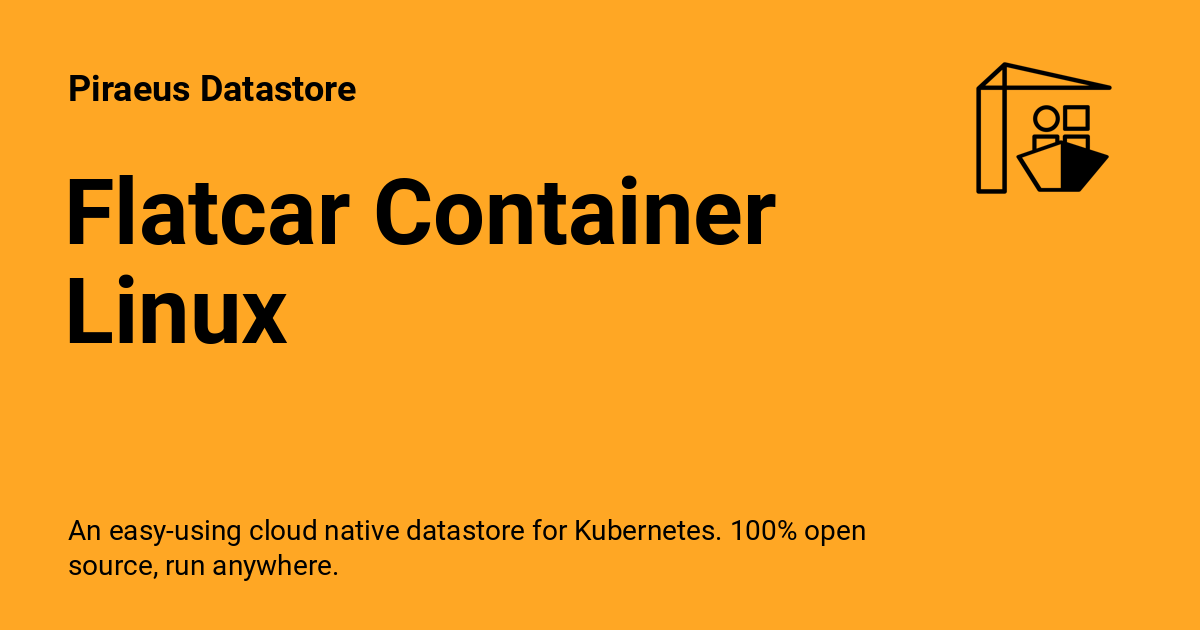 Piraeus Datastore
Flatcar Container
Linux
An easy-using cloud native datastore for Kubernetes. 100% open
source, run anywhere.